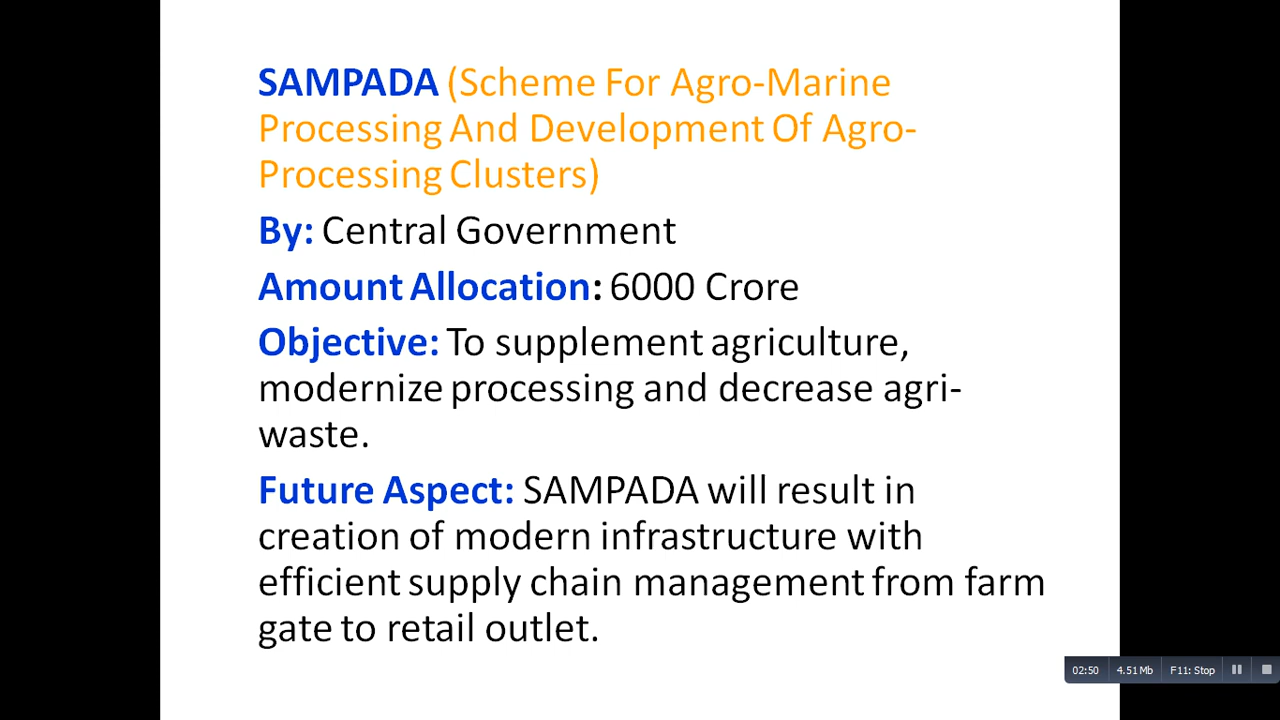 SAMPADA (Scheme For Agro-Marine
Processing And Development Of Agro-
Processing Clusters)
By: Central Government
Amount Allocation: 6000 Crore
Objective: To supplement agriculture,
modernize processing and decrease agri-
waste.
Future Aspect: SAMPADA will result in
creation of modern infrastructure with
efficient supply chain management from farm
gate to retail outlet.
02:50 4.51 Mb F11: Stop